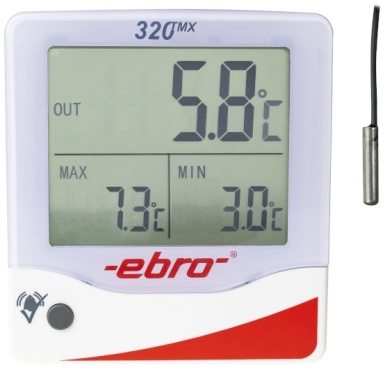 320TMX
OUT 5.8°C
MAX MIN
7.3°C 3.0°C
-ebro-®